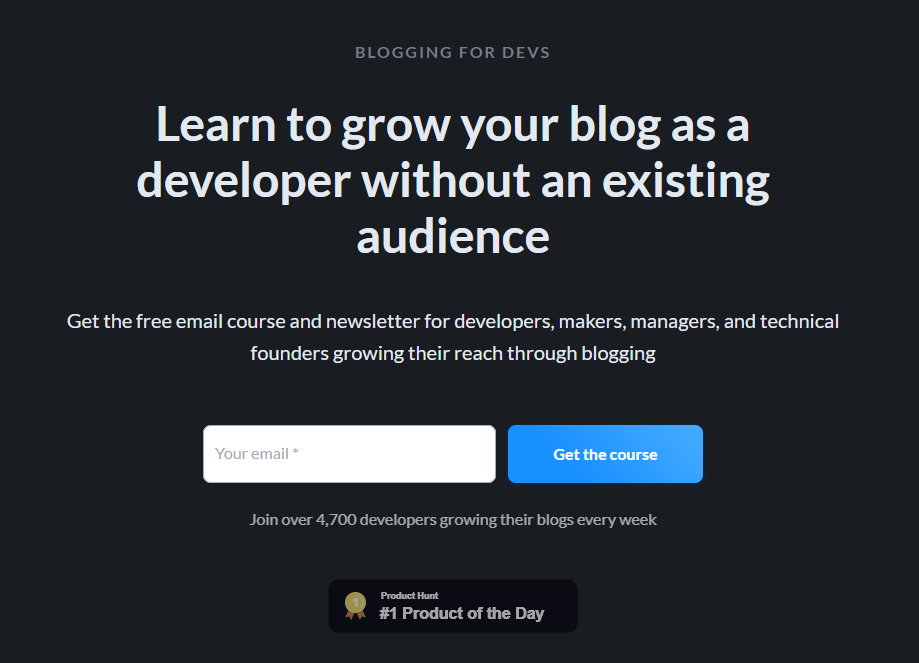 BLOGGING FOR DEVS
Learn to grow your blog as a
developer without an existing
audience
Get the free email course and newsletter for developers, makers, managers, and technical
founders growing their reach through blogging
Your email *
Get the course
Join over 4,700 developers growing their blogs every week
1
Product Hunt
#1 Product of the Day